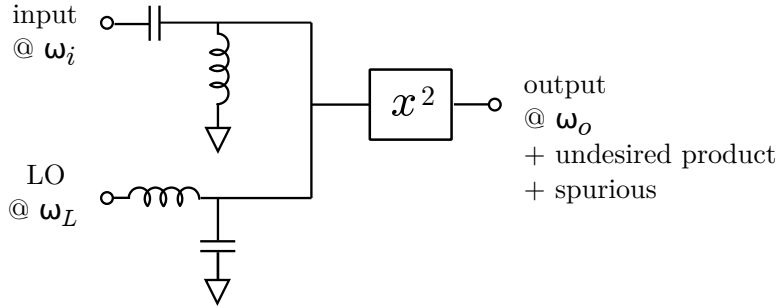 input
@ ω_i
x²
output
@ ω_o
+ undesired product
+ spurious
LO
@ ω_L